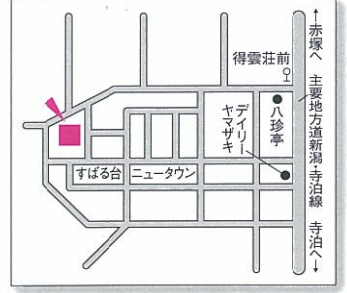 ←赤塚へ
主要地方道新潟・寺泊線
寺泊へ→
得雲荘前
八珍亭
デイリー
ヤマザキ
すばる台
ニュータウン